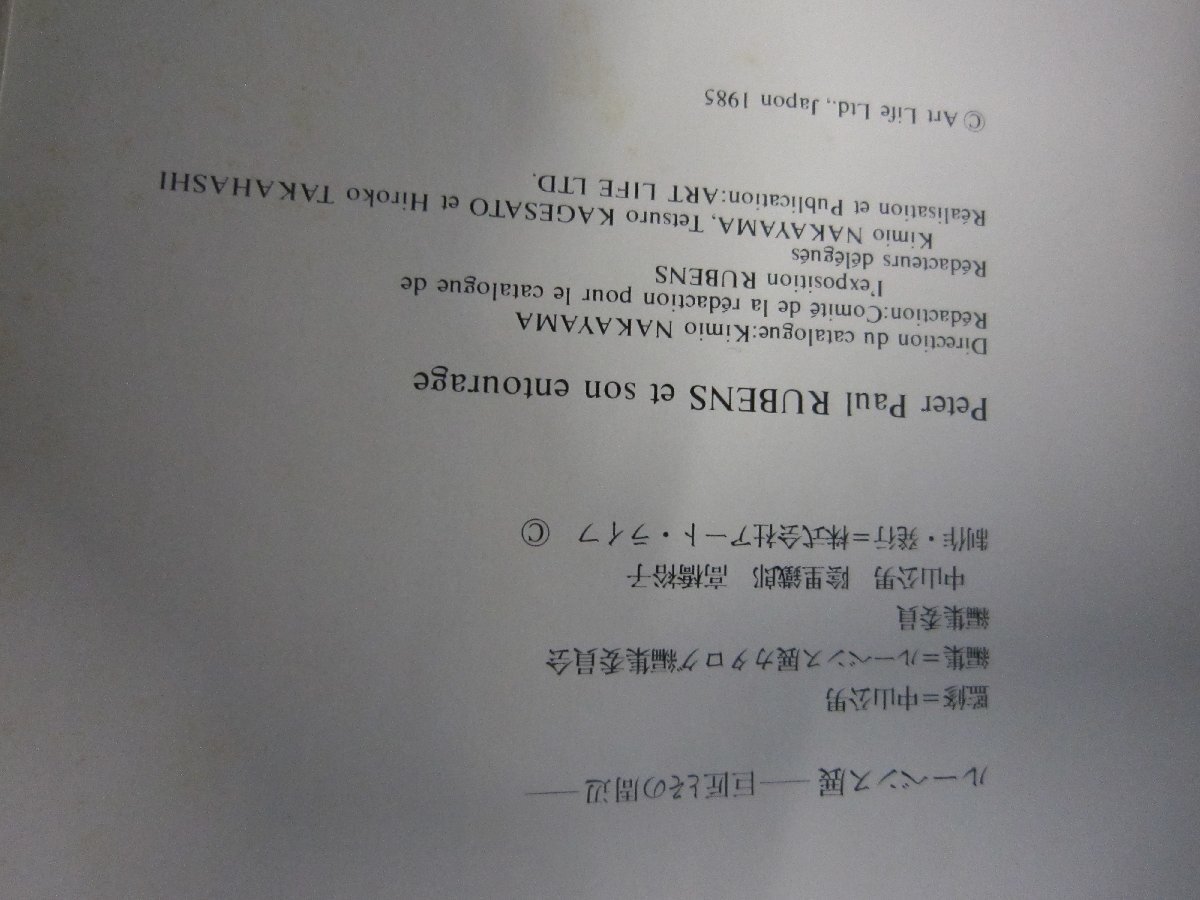 ルーベンス展――巨匠とその周辺――
監修＝中山公男
編集＝ルーベンス展カタログ編集委員会
編集委員
中山公男 陰里鐵郎 高橋裕子
制作・発行＝株式会社アート・ライフ ©
Peter Paul RUBENS et son entourage
Direction du catalogue:Kimio NAKAYAMA
Rédaction:Comité de la rédaction pour le catalogue de
l'exposition RUBENS
Rédacteurs délégués
Kimio NAKAYAMA, Tetsuro KAGESATO et Hiroko TAKAHASHI
Réalisation et Publication:ART LIFE LTD.
© Art Life Ltd., Japon 1985